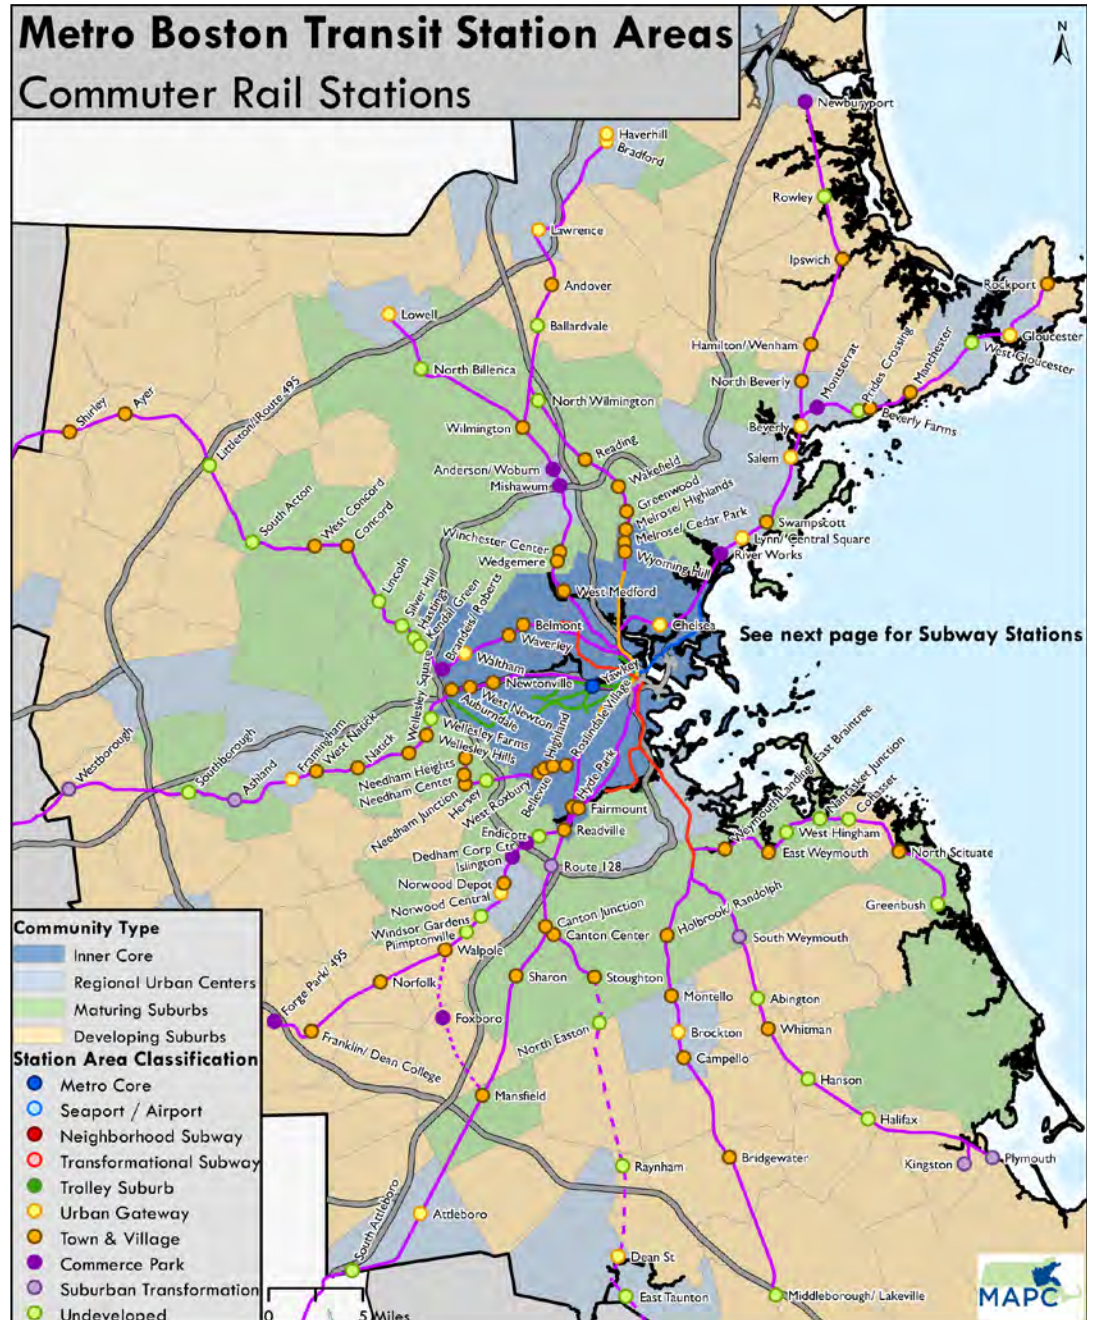 Metro Boston Transit Station Areas
Commuter Rail Stations
N
Newburyport
Haverhill
Bradford
Rowley
Lawrence
Ipswich
Andover
Rockport
Lowell
Ballardvale
Gloucester
West Gloucester
Hamilton/Wenham
Manchester
Prides Crossing
Montserrat
North Billerica
North Beverly
Beverly Farms
North Wilmington
Shirley
Ayer
Littleton/Route 495
Beverly
Wilmington
Reading
Salem
Anderson/ Woburn
Wakefield
Mishawum
Greenwood
Melrose/ Highlands
South Acton
West Concord
Concord
Melrose/ Cedar Park
Swampscott
Lynn/ Central Square
Winchester Center
Wedgemere
Wyoming Hill
River Works
Lincoln
Silver Hill
Hastings
Kendal Green
Brandeis/ Roberts
West Medford
Belmont
Chelsea
Waverley
See next page for Subway Stations
Waltham
Yawkey
Newtonville
West Newton
Auburndale
Wellesley Square
Wellesley Farms
Wellesley Hills
Highland
Roslindale Village
Westborough
Southborough
Ashland
Framingham
West Natick
Natick
Needham Heights
Needham Center
Needham Junction
Hersey
West Roxbury
Bellevue
Hyde Park
Fairmount
Readville
Endicott
Dedham Corp Ctr
Islington
Route 128
Weymouth Landing/ East Braintree
Nantasket Junction
Cohasset
West Hingham
East Weymouth
North Scituate
Greenbush
Norwood Depot
Norwood Central
Windsor Gardens
Plimptonville
Walpole
Canton Junction
Canton Center
Holbrook/ Randolph
South Weymouth
Norfolk
Sharon
Stoughton
Forge Park/ 495
Foxboro
Franklin/ Dean College
North Easton
Montello
Abington
Brockton
Whitman
Campello
Hanson
Mansfield
Halifax
Bridgewater
Kingston
Plymouth
Raynham
South Attleboro
Attleboro
Dean St
East Taunton
Middleborough/ Lakeville
Community Type
Inner Core
Regional Urban Centers
Maturing Suburbs
Developing Suburbs
Station Area Classification
Metro Core
Seaport / Airport
Neighborhood Subway
Transformational Subway
Trolley Suburb
Urban Gateway
Town & Village
Commerce Park
Suburban Transformation
Undeveloped
0
5
Miles
MAPC